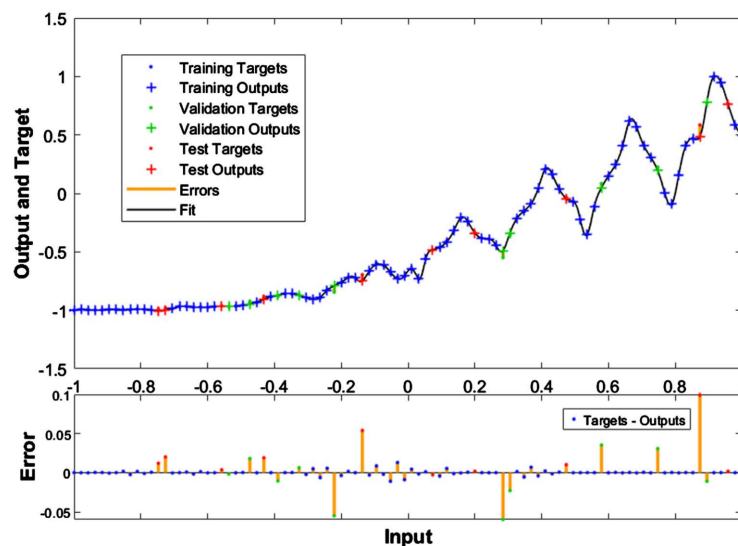 1.5
1
0.5
0
-0.5
-1
-1.5
Output and Target
Training Targets
Training Outputs
Validation Targets
Validation Outputs
Test Targets
Test Outputs
Errors
Fit
-1 -0.8 -0.6 -0.4 -0.2 0 0.2 0.4 0.6 0.8
0.1
0.05
0
-0.05
Error
Targets - Outputs
Input